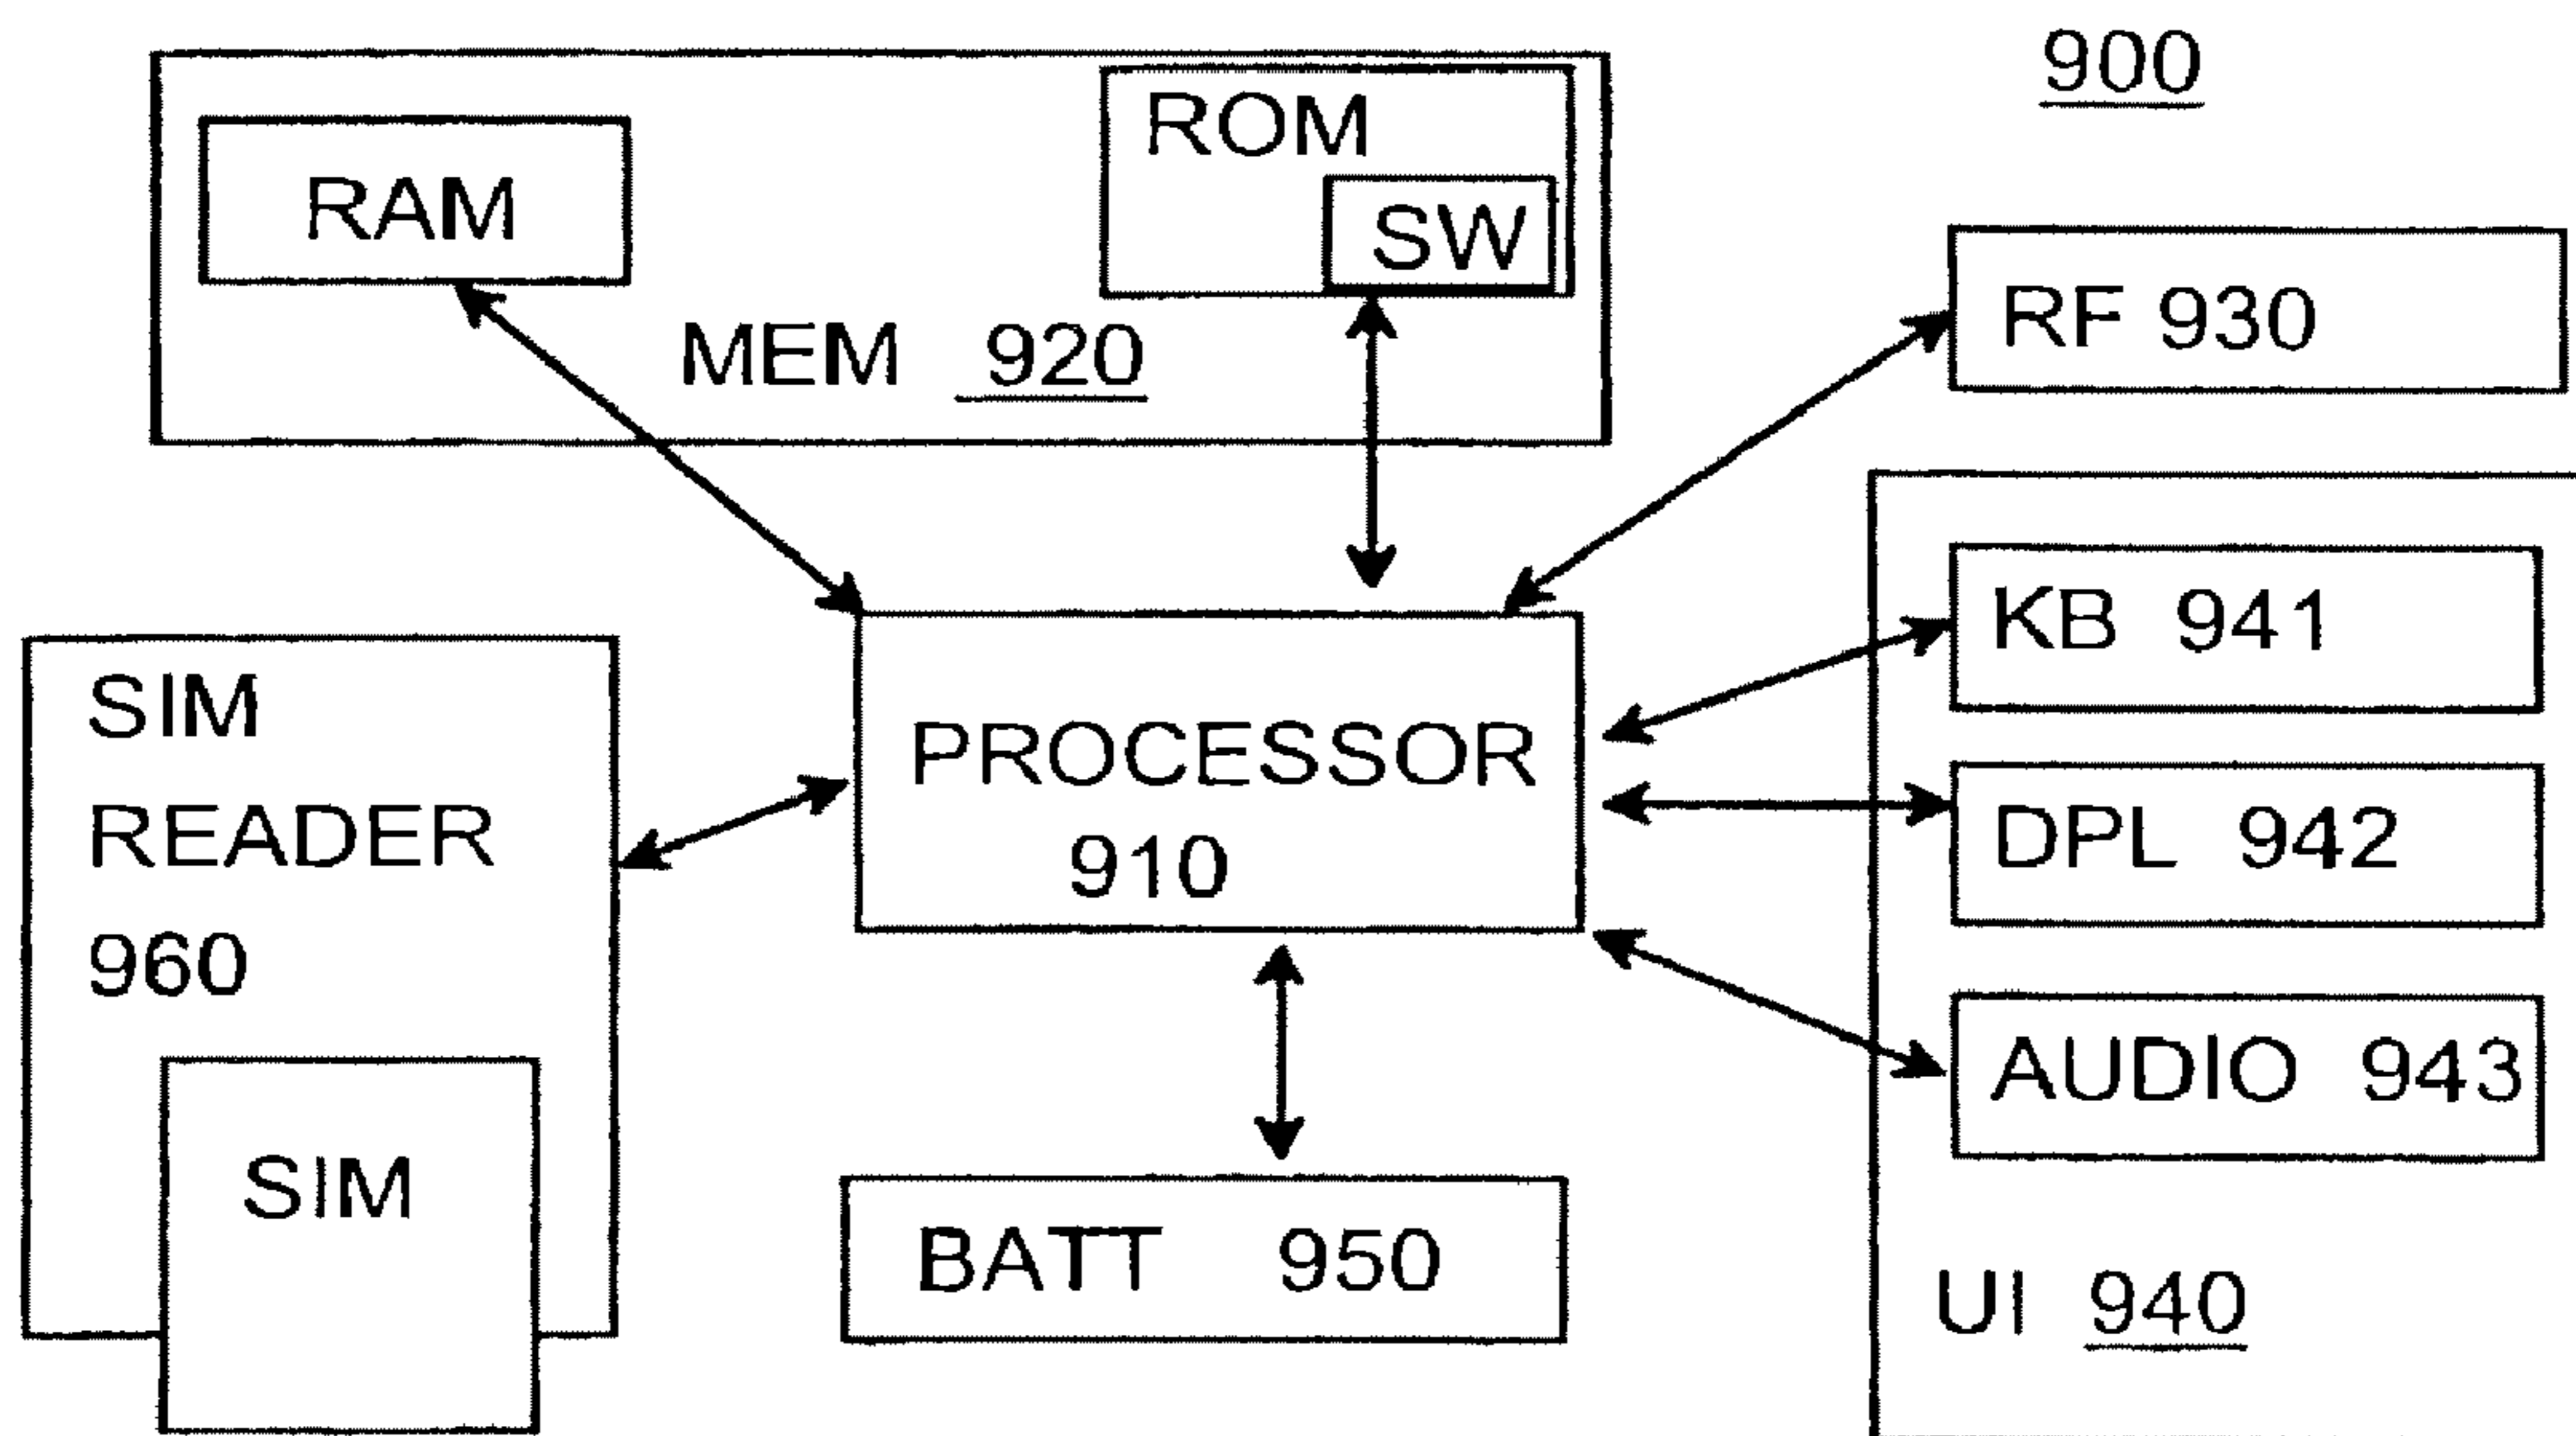 900
ROM
RAM
SW
MEM 920
RF 930
KB 941
SIM
READER
960
PROCESSOR
910
DPL 942
AUDIO 943
SIM
BATT 950
UI 940